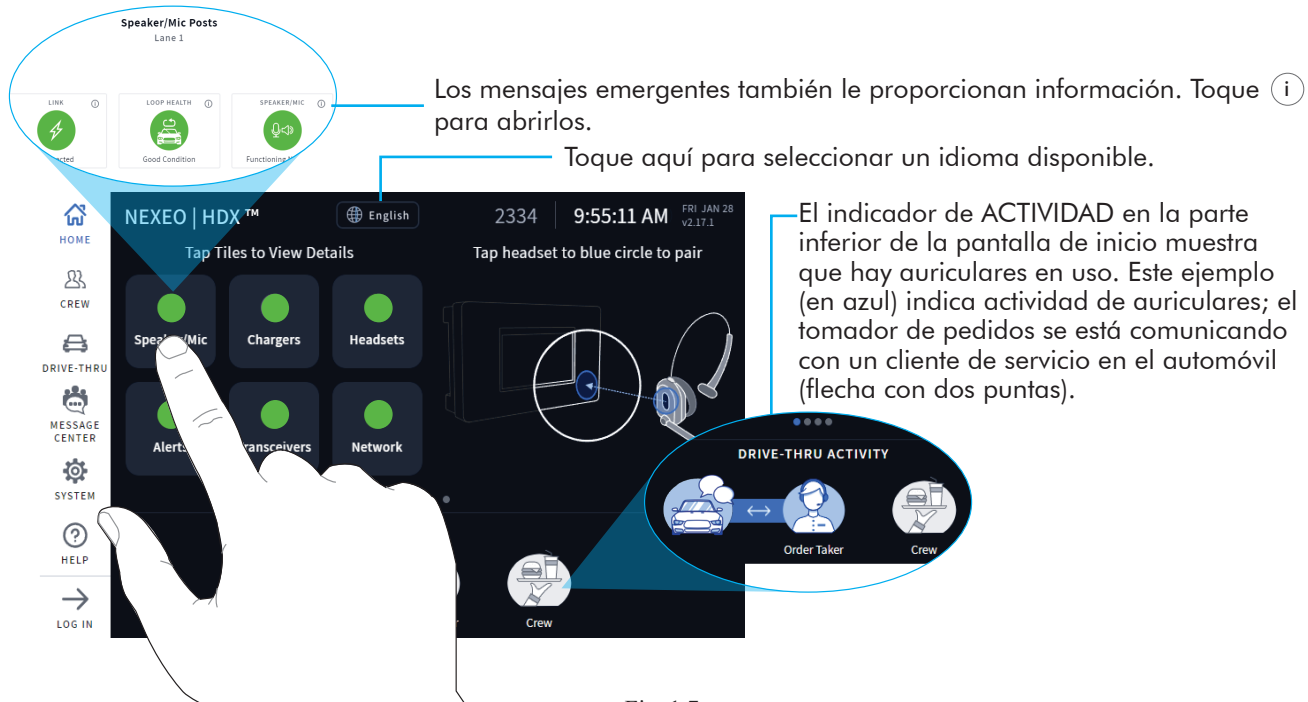 Speaker/Mic Posts
Lane 1
LINK
LOOP HEALTH
SPEAKER/MIC
Good Condition
Functioning
Los mensajes emergentes también le proporcionan información. Toque i
para abrirlos.
Toque aquí para seleccionar un idioma disponible.
El indicador de ACTIVIDAD en la parte
inferior de la pantalla de inicio muestra
que hay auriculares en uso. Este ejemplo
(en azul) indica actividad de auriculares; el
tomador de pedidos se está comunicando
con un cliente de servicio en el automóvil
(flecha con dos puntas).
HOME
CREW
DRIVE-THRU
MESSAGE
CENTER
SYSTEM
HELP
LOG IN
NEXEO | HDX™
English
2334
9:55:11 AM
FRI JAN 28
v2.17.1
Tap Tiles to View Details
Tap headset to blue circle to pair
Speaker/Mic
Chargers
Headsets
Alerts
Transceivers
Network
DRIVE-THRU ACTIVITY
Order Taker
Crew
Crew